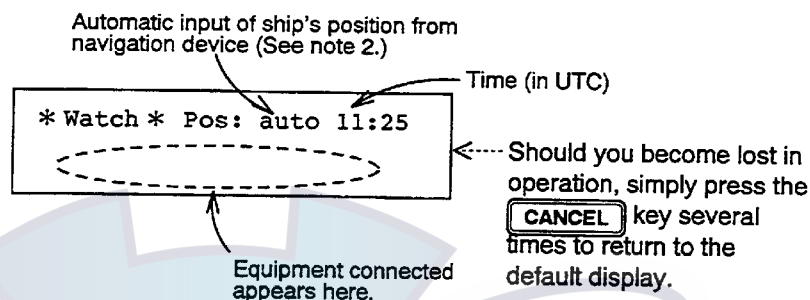 Automatic input of ship's position from
navigation device (See note 2.)
Time (in UTC)
* Watch * Pos: auto 11:25
Should you become lost in
operation, simply press the
CANCEL key several
times to return to the
default display.
Equipment connected
appears here.